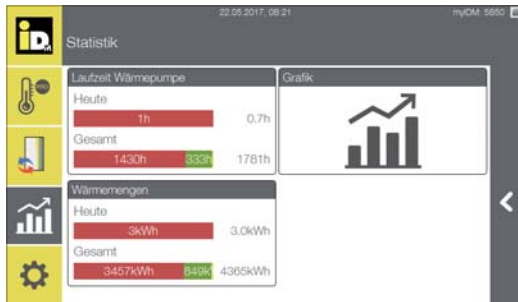 iD
22.05.2017, 08:21
myIDM: 5850
Statistik
PRO
Laufzeit Wärmepumpe
Heute
1h 0.7h
Gesamt
1430h 333h 1781h
Grafik
Wärmemengen
Heute
3kWh 3.0kWh
Gesamt
3457kWh 849k 4365kWh